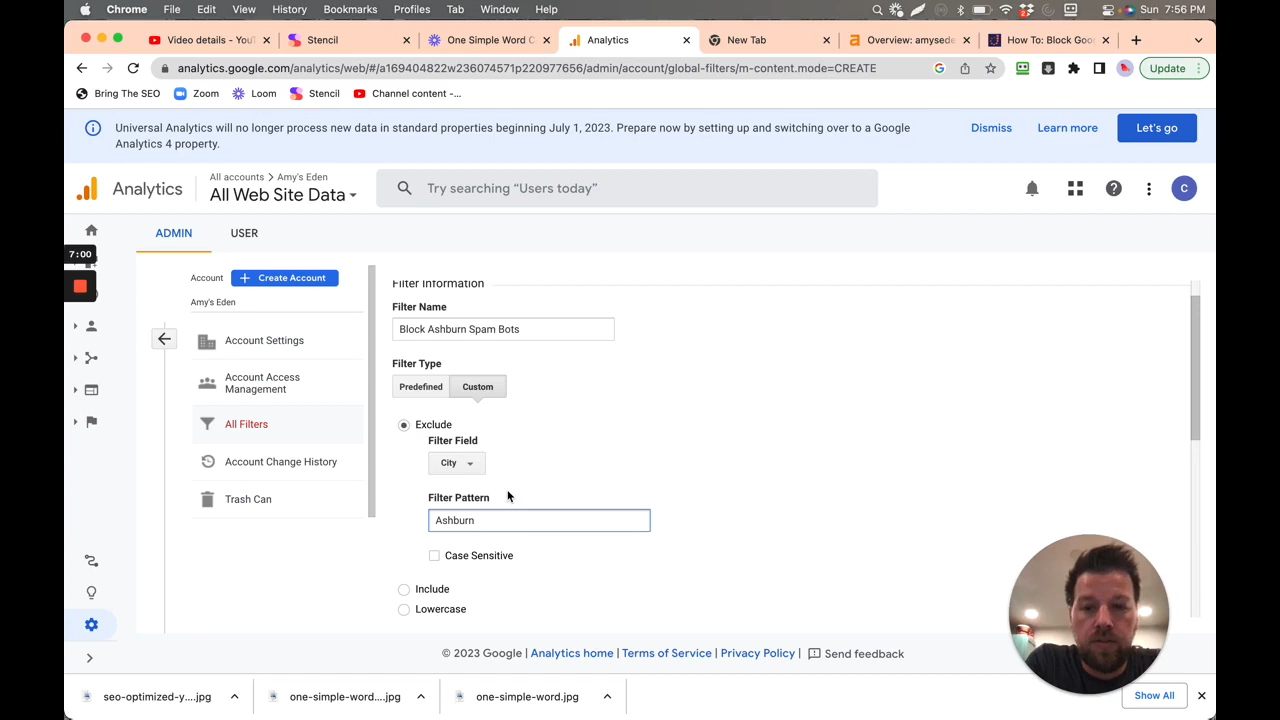 Chrome File Edit View History Bookmarks Profiles Tab Window Help
Sun 7:56 PM
Video details - You
Stencil
One Simple Word C
Analytics
New Tab
Overview: amysede
How To: Block Goo
analytics.google.com/analytics/web/#/a169404822w236074571p220977656/admin/account/global-filters/m-content.mode=CREATE
Update
Bring The SEO
Zoom
Loom
Stencil
Channel content -...
Universal Analytics will no longer process new data in standard properties beginning July 1, 2023. Prepare now by setting up and switching over to a Google
Analytics 4 property.
Dismiss
Learn more
Let's go
Analytics
All accounts > Amy's Eden
All Web Site Data
Try searching “Users today”
C
ADMIN
USER
7:00
Account
+ Create Account
Amy's Eden
Account Settings
Account Access
Management
All Filters
Account Change History
Trash Can
Filter Information
Filter Name
Block Ashburn Spam Bots
Filter Type
Predefined
Custom
Exclude
Filter Field
City
Filter Pattern
Ashburn
Case Sensitive
Include
Lowercase
© 2023 Google | Analytics home | Terms of Service | Privacy Policy | Send feedback
seo-optimized-y....jpg
one-simple-word....jpg
one-simple-word.jpg
Show All